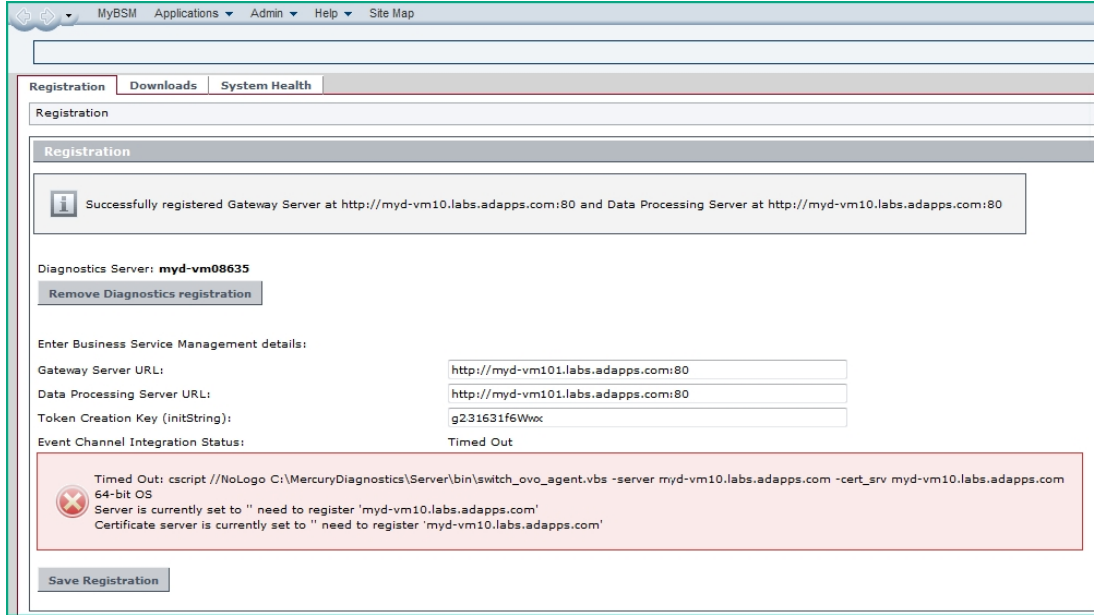 MyBSM Applications Admin Help Site Map
Registration Downloads System Health
Registration
Registration
Successfully registered Gateway Server at http://myd-vm10.labs.adapps.com:80 and Data Processing Server at http://myd-vm10.labs.adapps.com:80
Diagnostics Server: myd-vm08635
Remove Diagnostics registration
Enter Business Service Management details:
Gateway Server URL: http://myd-vm101.labs.adapps.com:80
Data Processing Server URL: http://myd-vm101.labs.adapps.com:80
Token Creation Key (initString): g231631f6Wwx
Event Channel Integration Status: Timed Out
Timed Out: cscript //NoLogo C:\MercuryDiagnostics\Server\bin\switch_ovo_agent.vbs -server myd-vm10.labs.adapps.com -cert_srv myd-vm10.labs.adapps.com
64-bit OS
Server is currently set to '' need to register 'myd-vm10.labs.adapps.com'
Certificate server is currently set to '' need to register 'myd-vm10.labs.adapps.com'
Save Registration